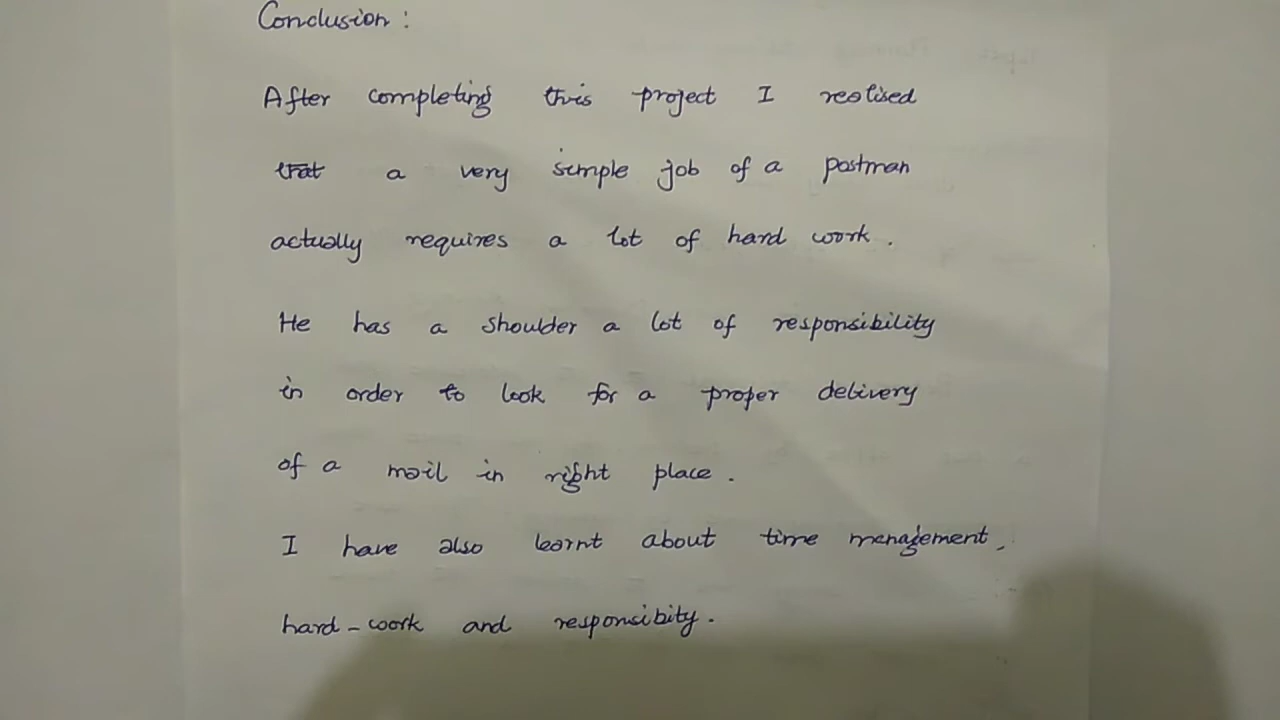 Conclusion :
After completing this project I realised
that a very simple job of a postman
actually requires a lot of hard work .
He has a shoulder a lot of responsibility
in order to look for a proper delivery
of a mail in right place .
I have also learnt about time management ,
hard-work and responsibity.